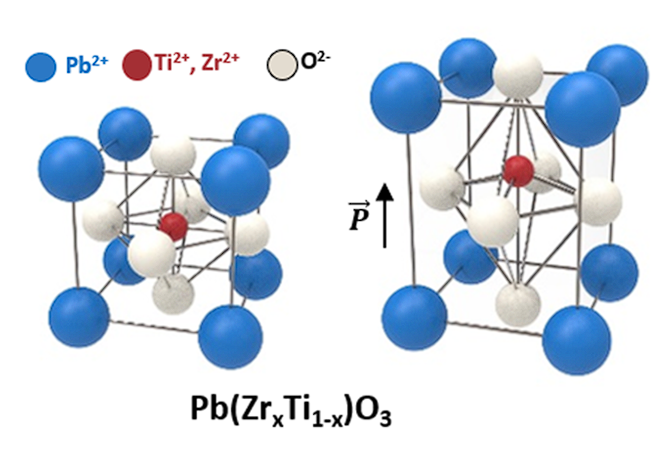 Pb²⁺ Ti²⁺, Zr²⁺ O²⁻
P⃗
Pb(ZrₓTi₁₋ₓ)O₃